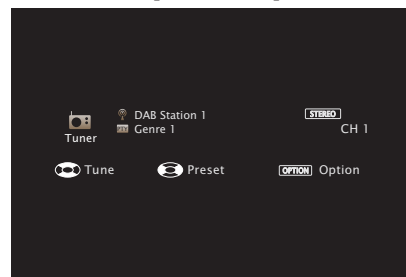 DAB Station 1
STEREO
Genre 1
CH 1
Tuner
Tune
Preset
OPTION Option